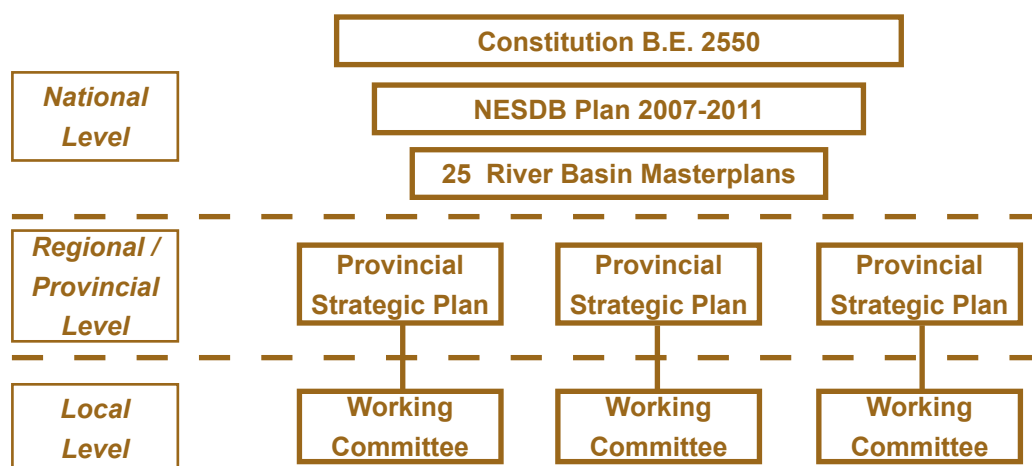 Constitution B.E. 2550
National
Level
NESDB Plan 2007-2011
25 River Basin Masterplans
Regional /
Provincial
Level
Provincial
Strategic Plan
Provincial
Strategic Plan
Provincial
Strategic Plan
Local
Level
Working
Committee
Working
Committee
Working
Committee